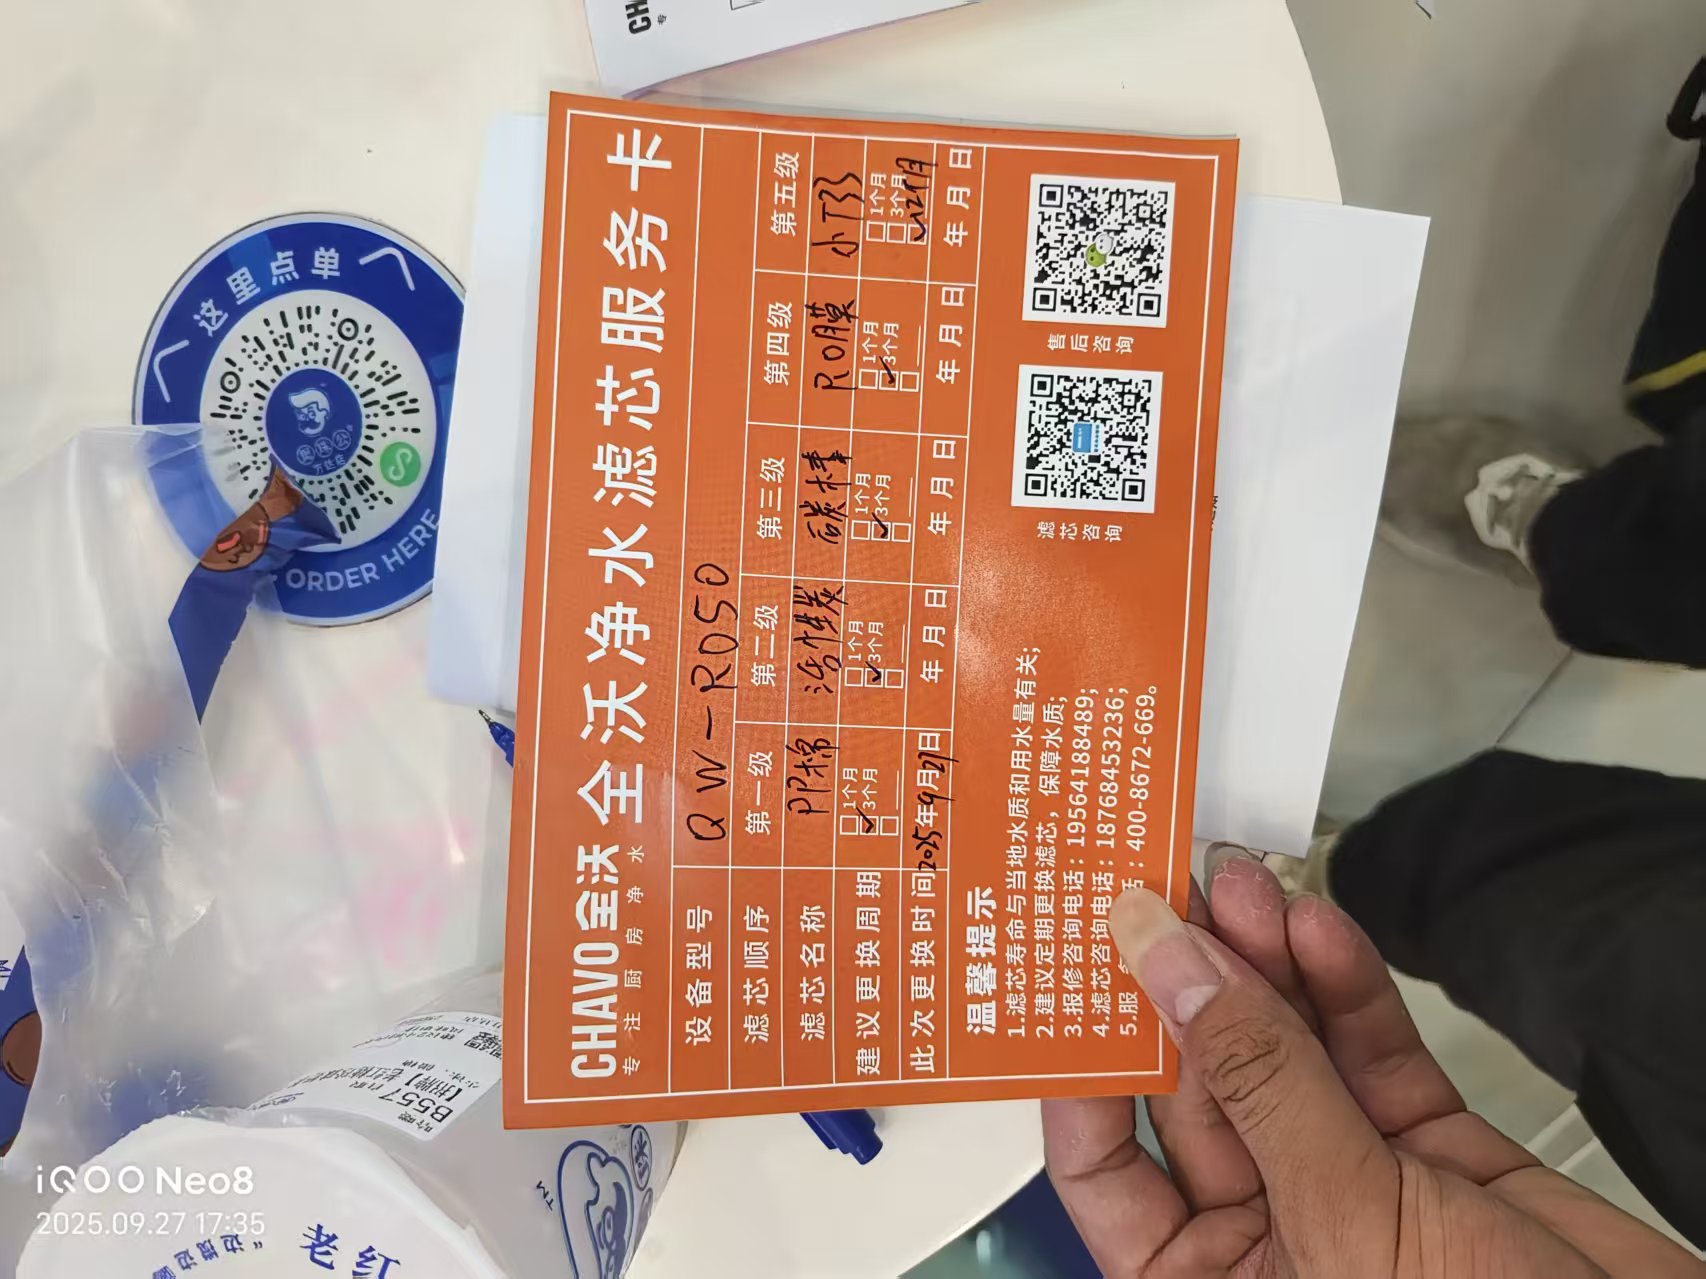 CHAVO全沃 全沃净水滤芯服务卡
专注厨房净水
设备型号 QW-RO50
滤芯顺序 第一级 第二级 第三级 第四级 第五级
滤芯名称 PP棉 活性炭 碳棒 RO膜 小T33
建议更换周期 1个月 1个月 1个月 1个月 1个月
3个月 3个月 3个月 3个月 3个月
12个月
此次更换时间 2025年9月27日 年月日 年月日 年月日 年月日
温馨提示
1.滤芯寿命与当地水质和用水量有关;
2.建议定期更换滤芯，保障水质;
3.报修咨询电话:19564188489;
4.滤芯咨询电话:18768453236;
5.服 话:400-8672-669。
滤芯咨询
售后咨询
这里点单
ORDER HERE
B557
老红
iQOO Neo8
2025.09.27 17:35